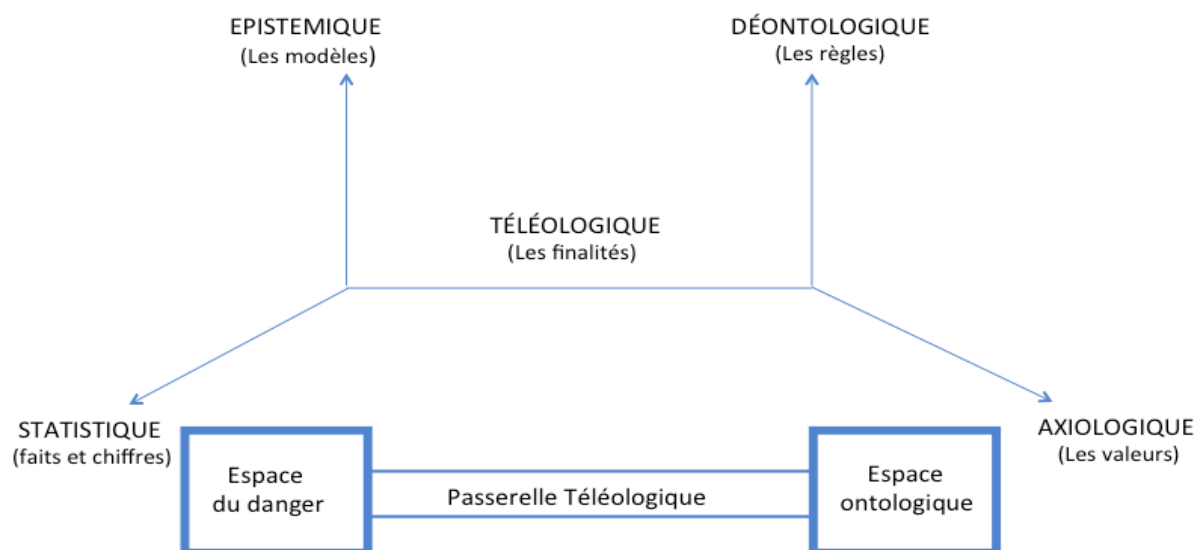 EPISTEMIQUE
(Les modèles)
DÉONTOLOGIQUE
(Les règles)
TÉLÉOLOGIQUE
(Les finalités)
STATISTIQUE
(faits et chiffres)
AXIOLOGIQUE
(Les valeurs)
Espace
du danger
Passerelle Téléologique
Espace
ontologique